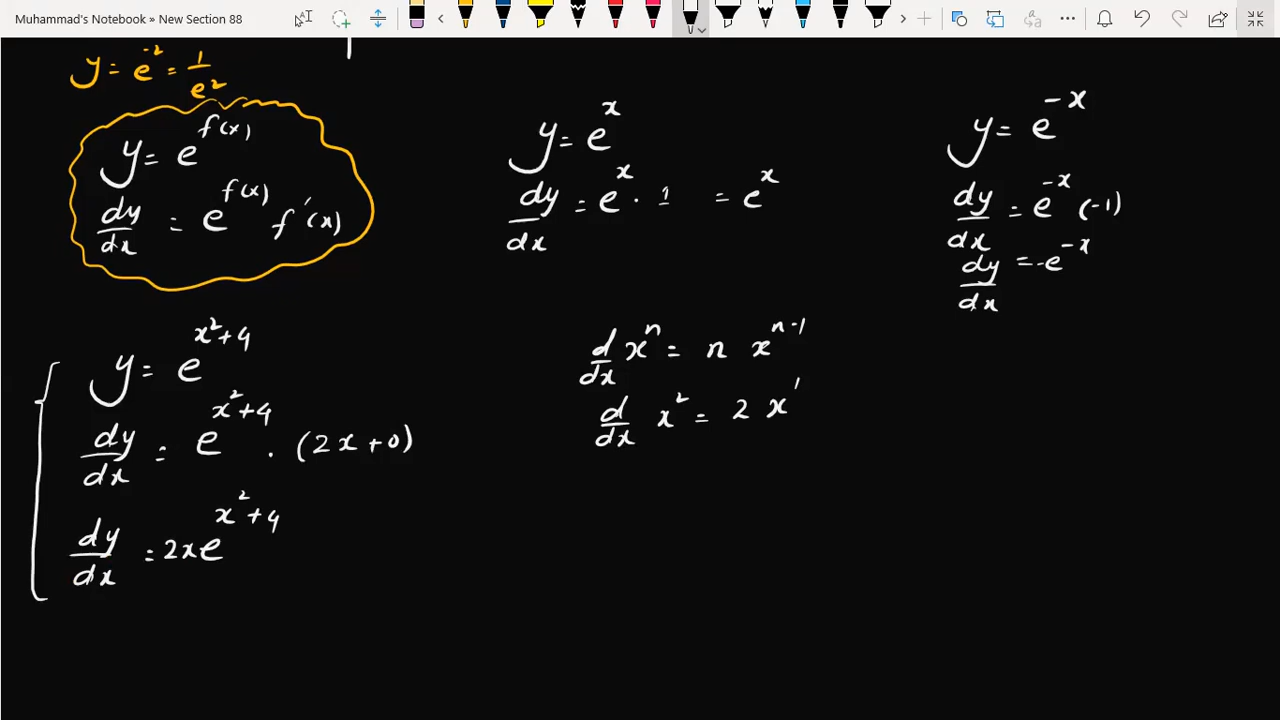 Muhammad's Notebook » New Section 88
y = e^-2 = 1/e^2
y = e^f(x)
dy/dx = e^f(x) f'(x)
y = e^x
dy/dx = e^x · 1 = e^x
y = e^-x
dy/dx = e^-x (-1)
dy/dx = -e^-x
y = e^x^2+4
dy/dx = e^x^2+4 · (2x+0)
dy/dx = 2xe^x^2+4
d/dx x^n = n x^n-1
d/dx x^2 = 2 x^1